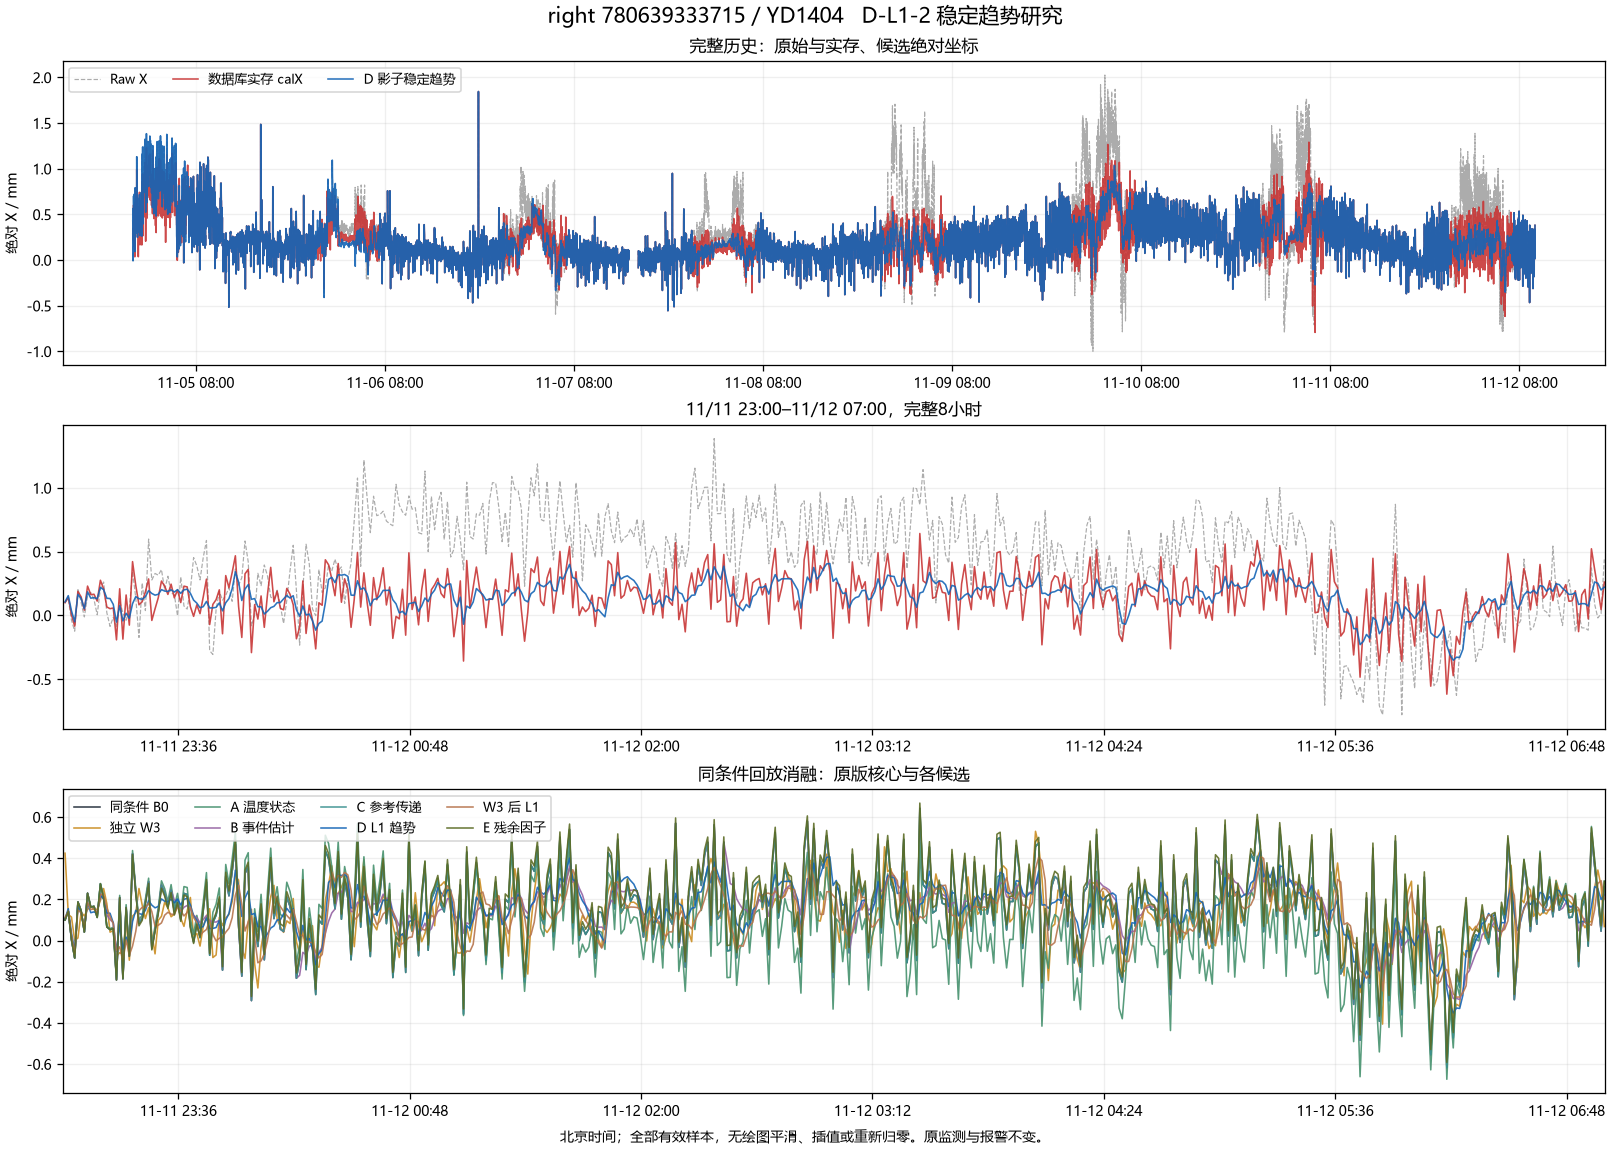 right 780639333715 / YD1404   D-L1-2 稳定趋势研究
完整历史：原始与实存、候选绝对坐标
Raw X   数据库实存 calX   D 影子稳定趋势
绝对 X / mm
2.0
1.5
1.0
0.5
0.0
-0.5
-1.0
11-05 08:00   11-06 08:00   11-07 08:00   11-08 08:00   11-09 08:00   11-10 08:00   11-11 08:00   11-12 08:00
11/11 23:00–11/12 07:00，完整8小时
绝对 X / mm
1.0
0.5
0.0
-0.5
11-11 23:36   11-12 00:48   11-12 02:00   11-12 03:12   11-12 04:24   11-12 05:36   11-12 06:48
同条件回放消融：原版核心与各候选
同条件 B0   A 温度状态   C 参考传递   W3 后 L1
独立 W3   B 事件估计   D L1 趋势   E 残余因子
绝对 X / mm
0.6
0.4
0.2
0.0
-0.2
-0.4
-0.6
11-11 23:36   11-12 00:48   11-12 02:00   11-12 03:12   11-12 04:24   11-12 05:36   11-12 06:48
北京时间；全部有效样本，无绘图平滑、插值或重新归零。原监测与报警不变。